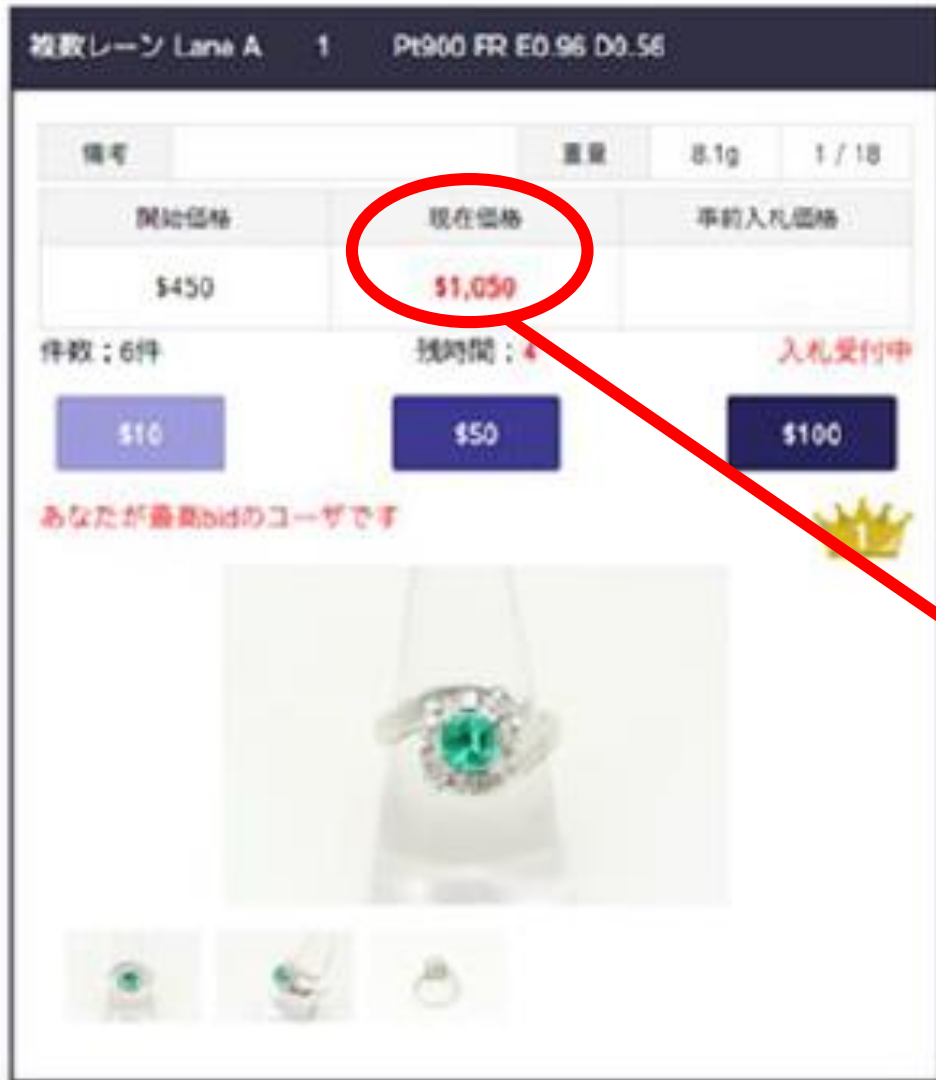 複数レーン Lane A 1 Pt900 FR E0.96 D0.56
備考 重量 8.1g 1 / 18
開始価格 現在価格 事前入札価格
$450 $1,050
件数：6件 残時間：4 入札受付中
$10 $50 $100
あなたが最高bidのユーザです
1